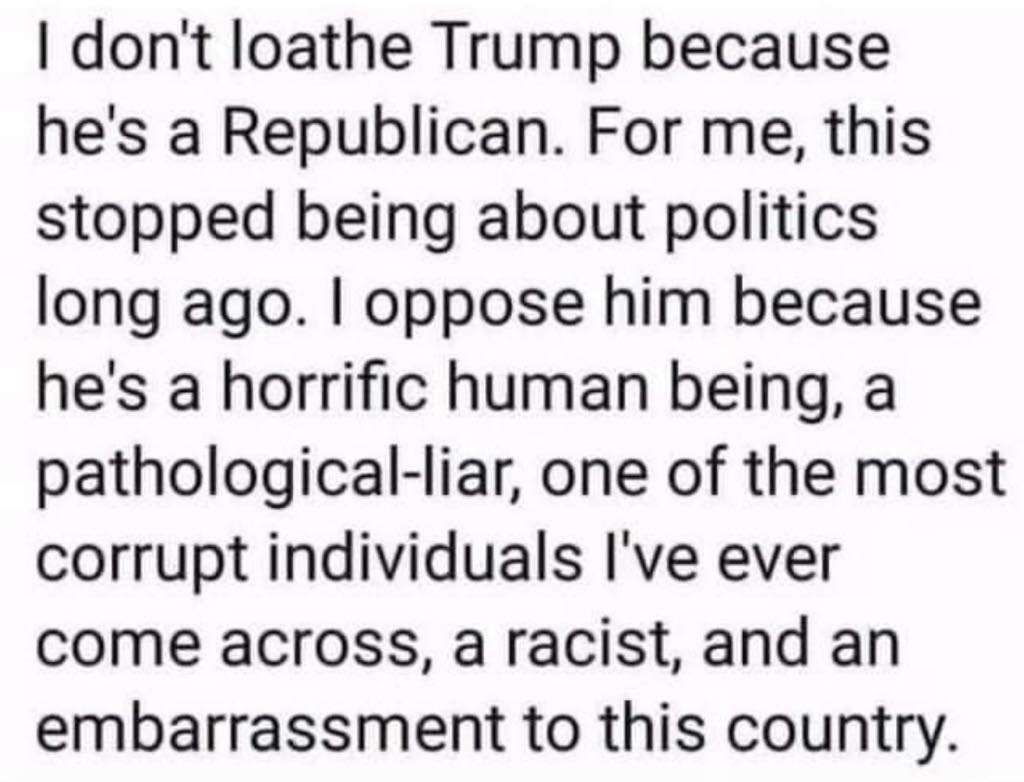 I don't loathe Trump because
he's a Republican. For me, this
stopped being about politics
long ago. I oppose him because
he's a horrific human being, a
pathological-liar, one of the most
corrupt individuals I've ever
come across, a racist, and an
embarrassment to this country.